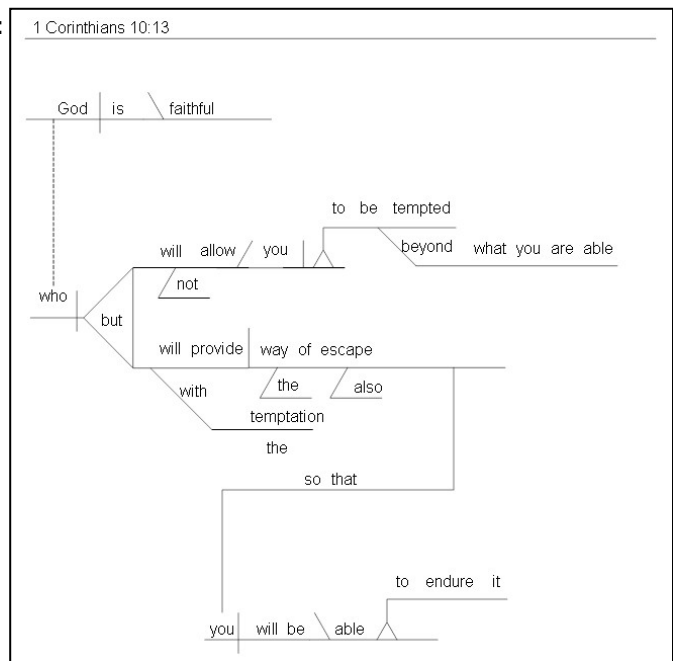 :
1 Corinthians 10:13
God is faithful
to be tempted
will allow you
beyond what you are able
not
who
but
will provide way of escape
with the also
temptation
the
so that
to endure it
you will be able